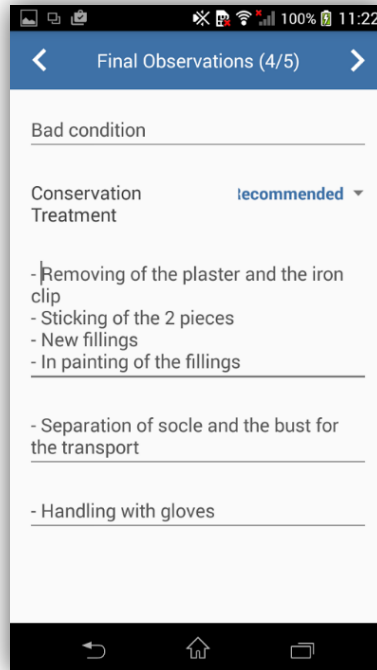 100% 11:22
Final Observations (4/5)
Bad condition
Conservation
Treatment
Recommended
- Removing of the plaster and the iron
clip
- Sticking of the 2 pieces
- New fillings
- In painting of the fillings
- Separation of socle and the bust for
the transport
- Handling with gloves